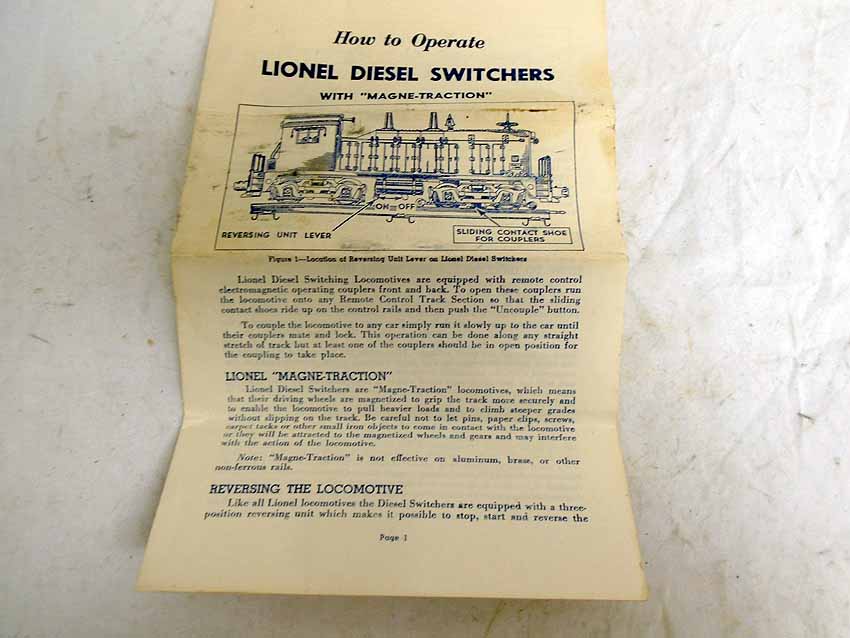 How to Operate
LIONEL DIESEL SWITCHERS
WITH "MAGNE-TRACTION"
ON OFF
REVERSING UNIT LEVER
SLIDING CONTACT SHOE
FOR COUPLERS
Figure 1—Location of Reversing Unit Lever on Lionel Diesel Switchers
Lionel Diesel Switching Locomotives are equipped with remote control
electromagnetic operating couplers front and back. To open these couplers run
the locomotive onto any Remote Control Track Section so that the sliding
contact shoes ride up on the control rails and then push the "Uncouple" button.
To couple the locomotive to any car simply run it slowly up to the car until
their couplers mate and lock. This operation can be done along any straight
stretch of track but at least one of the couplers should be in open position for
the coupling to take place.
LIONEL "MAGNE-TRACTION"
Lionel Diesel Switchers are "Magne-Traction" locomotives, which means
that their driving wheels are magnetized to grip the track more securely and
to enable the locomotive to pull heavier loads and to climb steeper grades
without slipping on the track. Be careful not to let pins, paper clips, screws,
carpet tacks or other small iron objects to come in contact with the locomotive
or they will be attracted to the magnetized wheels and gears and may interfere
with the action of the locomotive.
Note: "Magne-Traction" is not effective on aluminum, brass, or other
non-ferrous rails.
REVERSING THE LOCOMOTIVE
Like all Lionel locomotives the Diesel Switchers are equipped with a three-
position reversing unit which makes it possible to stop, start and reverse the
Page 1